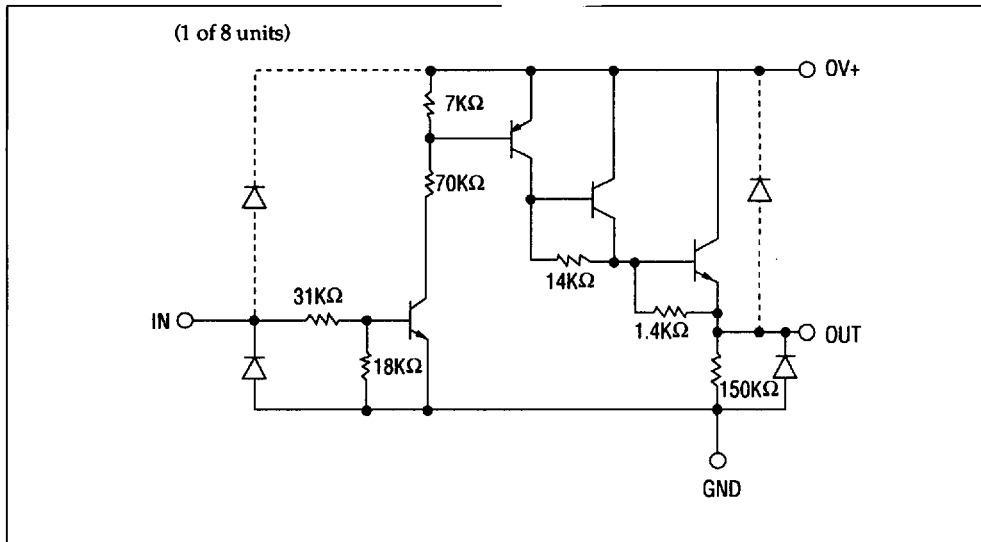 (1 of 8 units)
OV+
7KΩ
70KΩ
14KΩ
31KΩ
1.4KΩ
IN
OUT
18KΩ
150KΩ
GND